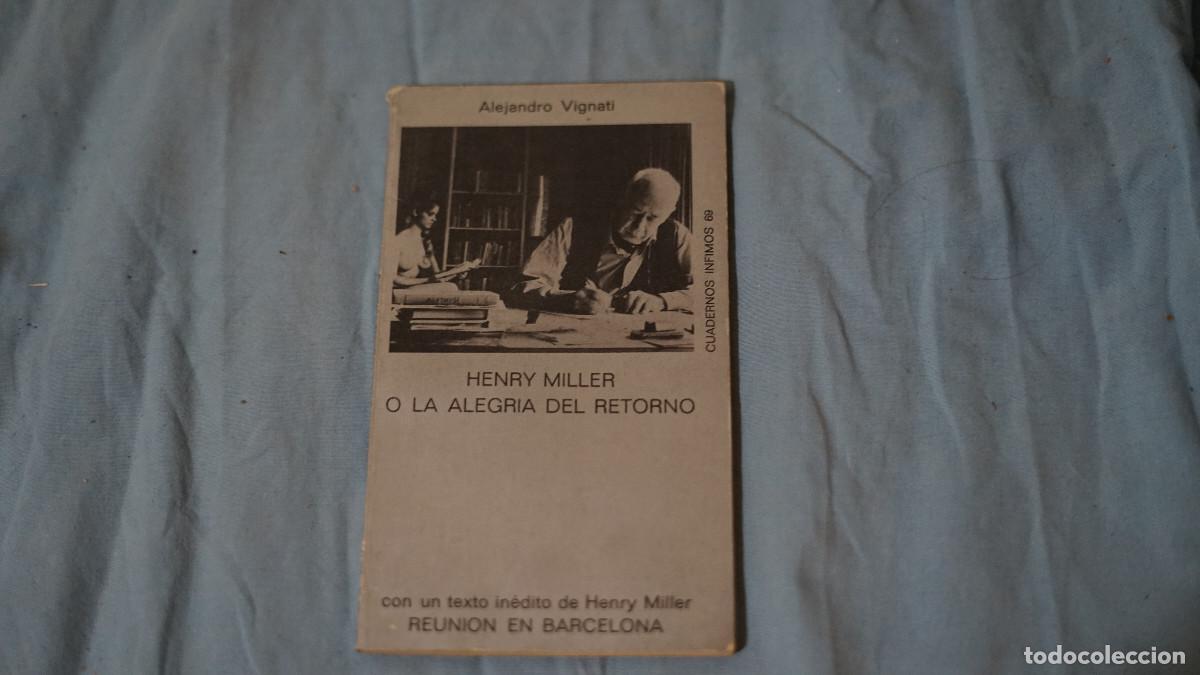 Alejandro Vignati
CUADERNOS INFIMOS 69
HENRY MILLER
O LA ALEGRIA DEL RETORNO
con un texto inédito de Henry Miller
REUNION EN BARCELONA
todocoleccion